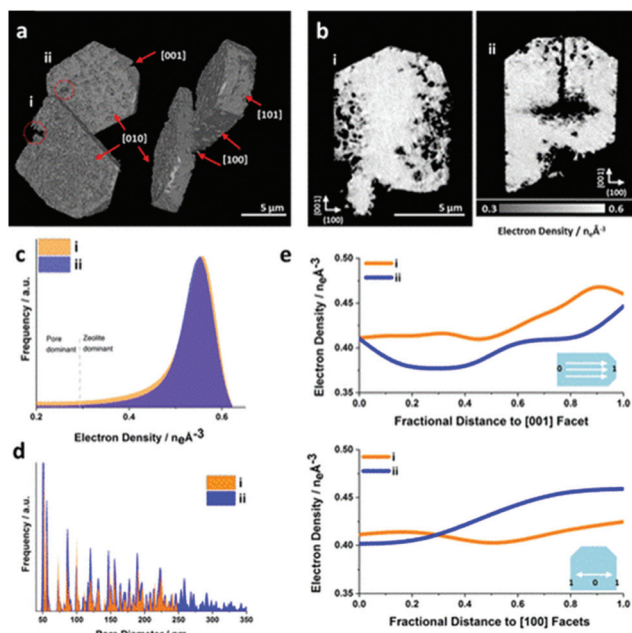 a
ii
[001]
i
[010]
[101]
[100]
5 μm
b
i
ii
[001]
(100)
5 μm
[001]
(100)
0.3
0.6
Electron Density / nₑÅ⁻³
c
i
ii
Frequency / a.u.
Pore dominant
Zeolite dominant
0.2
0.4
0.6
Electron Density / nₑÅ⁻³
d
i
ii
Frequency / a.u.
50
100
150
200
250
300
350
Pore Diameter / nm
e
i
ii
Electron Density / nₑÅ⁻³
0.50
0.45
0.40
0.35
0
1
0.0
0.2
0.4
0.6
0.8
1.0
Fractional Distance to [001] Facet
i
ii
Electron Density / nₑÅ⁻³
0.50
0.45
0.40
0.35
1
0
1
0.0
0.2
0.4
0.6
0.8
1.0
Fractional Distance to [100] Facets